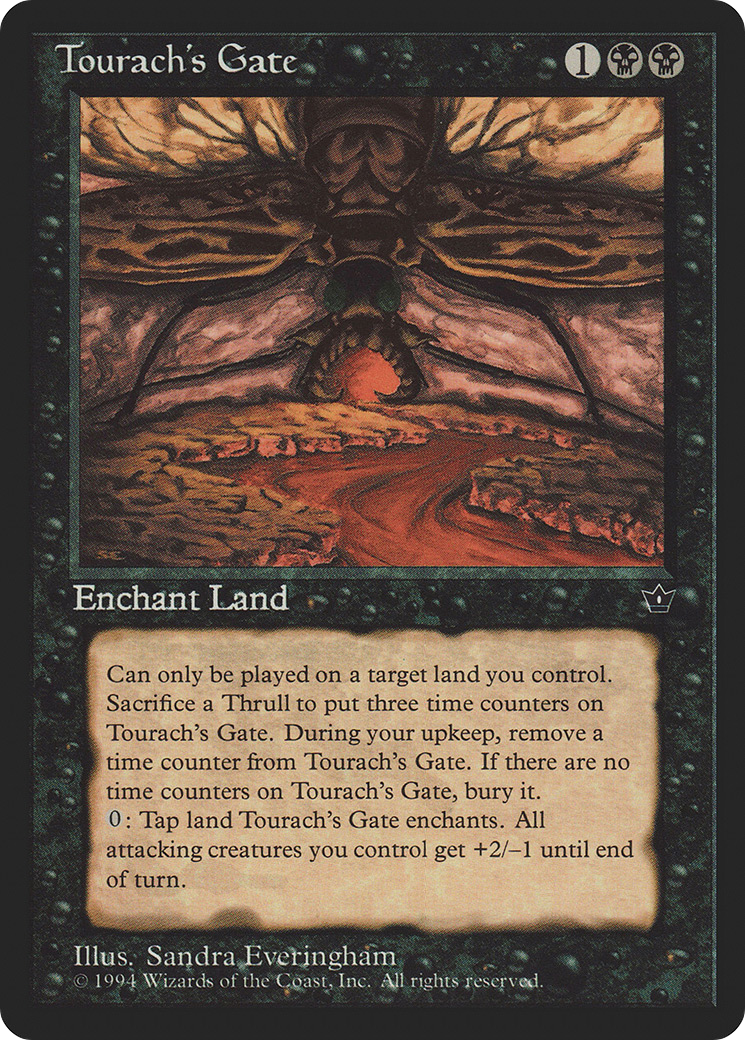 Tourach's Gate 1
Enchant Land
Can only be played on a target land you control.
Sacrifice a Thrull to put three time counters on
Tourach's Gate. During your upkeep, remove a
time counter from Tourach's Gate. If there are no
time counters on Tourach's Gate, bury it.
0: Tap land Tourach's Gate enchants. All
attacking creatures you control get +2/–1 until end
of turn.
Illus. Sandra Everingham
© 1994 Wizards of the Coast, Inc. All rights reserved.